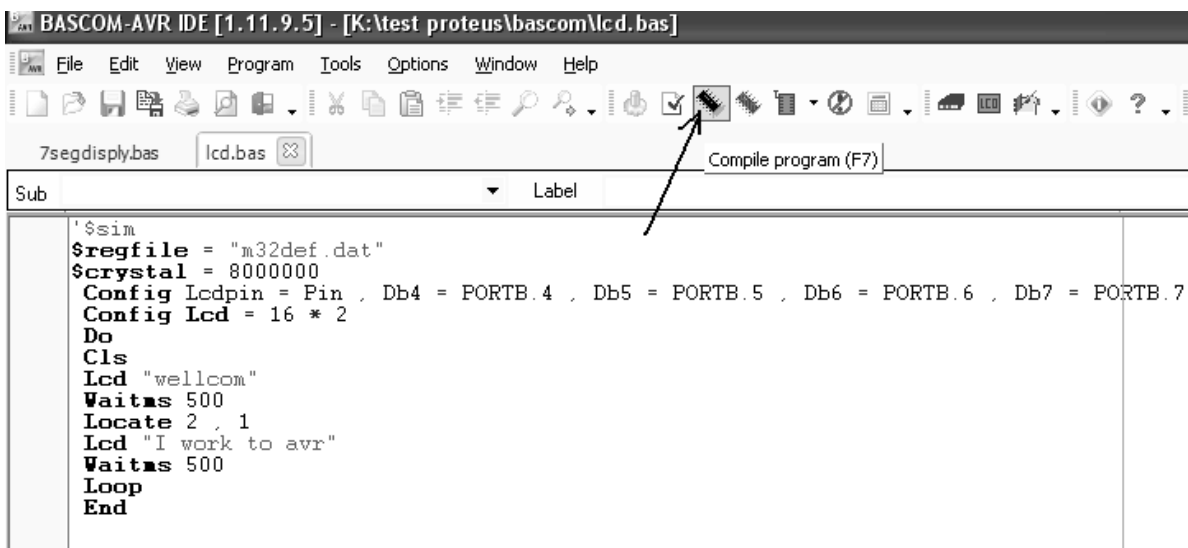 BASCOM-AVR IDE [1.11.9.5] - [K:\test proteus\bascom\lcd.bas]
File Edit View Program Tools Options Window Help
7segdisply.bas lcd.bas
Compile program (F7)
Sub Label
'$sim
$regfile = "m32def.dat"
$crystal = 8000000
Config Lcdpin = Pin , Db4 = PORTB.4 , Db5 = PORTB.5 , Db6 = PORTB.6 , Db7 = PORTB.7
Config Lcd = 16 * 2
Do
Cls
Lcd "wellcom"
Waitms 500
Locate 2 , 1
Lcd "I work to avr"
Waitms 500
Loop
End